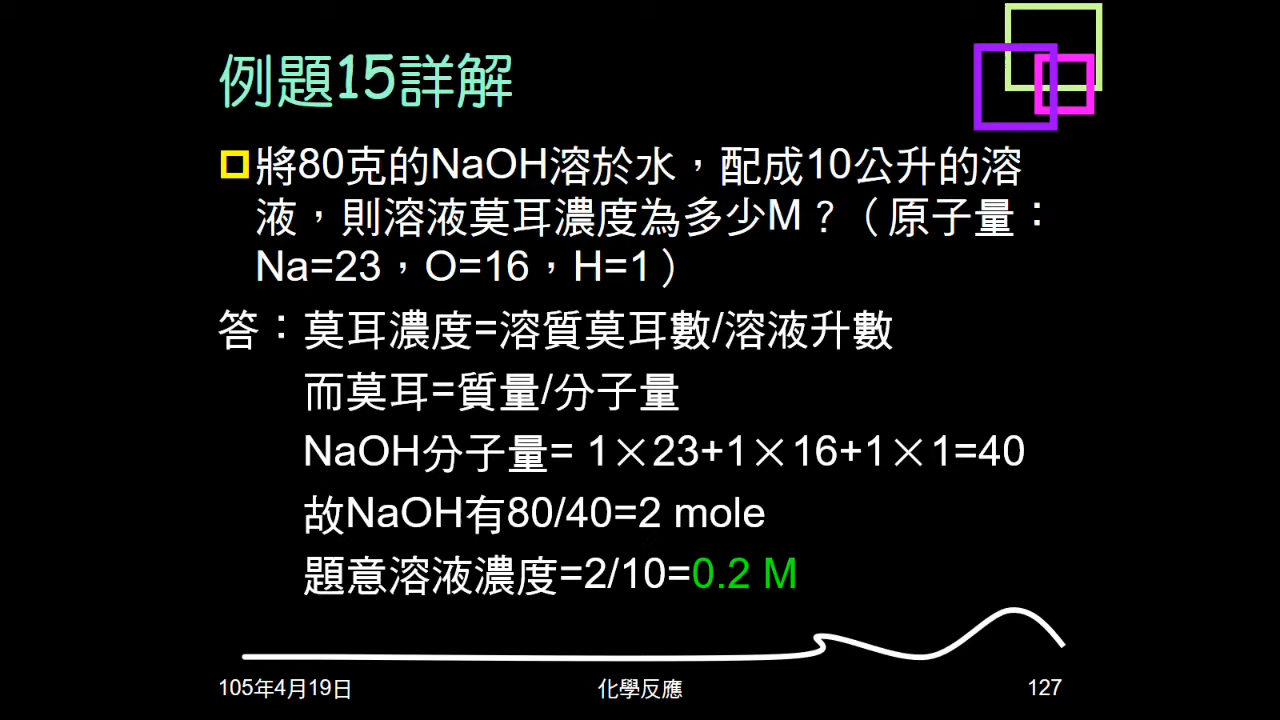 例題15詳解
將80克的NaOH溶於水，配成10公升的溶
液，則溶液莫耳濃度為多少M？（原子量：
Na=23，O=16，H=1）
答：莫耳濃度=溶質莫耳數/溶液升數
而莫耳=質量/分子量
NaOH分子量= 1×23+1×16+1×1=40
故NaOH有80/40=2 mole
題意溶液濃度=2/10=0.2 M
105年4月19日
化學反應
127